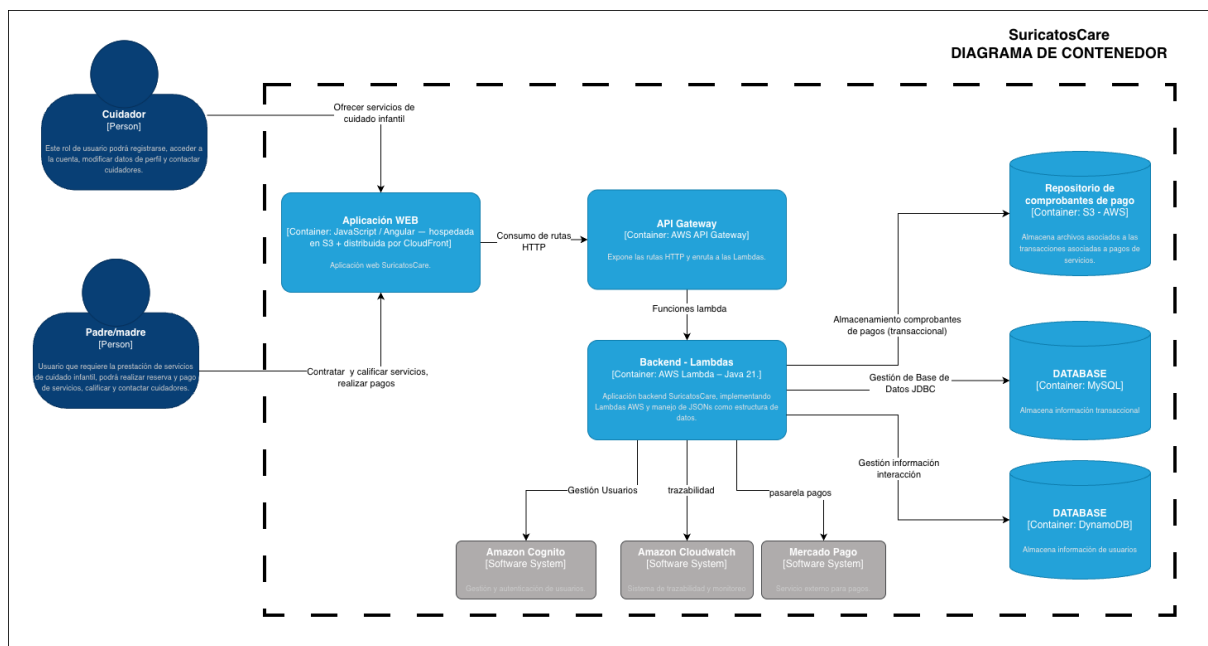 SuricatosCare
DIAGRAMA DE CONTENEDOR
Cuidador
[Person]
Este rol de usuario podrá registrarse, acceder a
la cuenta, modificar datos de perfil y contactar
cuidadores.
Ofrecer servicios de
cuidado infantil
Padre/madre
[Person]
Usuario que requiere la prestación de servicios
de cuidado infantil, podrá realizar reserva y pago
de servicios, calificar y contactar cuidadores.
Contratar y calificar servicios,
realizar pagos
Aplicación WEB
[Container: JavaScript / Angular — hospedada
en S3 + distribuida por CloudFront]
Aplicación web SuricatosCare.
Consumo de rutas
HTTP
API Gateway
[Container: AWS API Gateway]
Expone las rutas HTTP y enruta a las Lambdas.
Funciones lambda
Backend - Lambdas
[Container: AWS Lambda – Java 21.]
Aplicación backend SuricatosCare, implementando
Lambdas AWS y manejo de JSONs como estructura de
datos.
Almacenamiento comprobantes
de pagos (transaccional)
Gestión de Base de
Datos JDBC
Gestión información
interacción
Repositorio de
comprobantes de pago
[Container: S3 - AWS]
Almacena archivos asociados a las
transacciones asociadas a pagos de
servicios.
DATABASE
[Container: MySQL]
Almacena información transaccional
DATABASE
[Container: DynamoDB]
Almacena información de usuarios
Gestión Usuarios
trazabilidad
pasarela pagos
Amazon Cognito
[Software System]
Gestión y autenticación de usuarios.
Amazon Cloudwatch
[Software System]
Sistema de trazabilidad y monitoreo
Mercado Pago
[Software System]
Servicio externo para pagos.